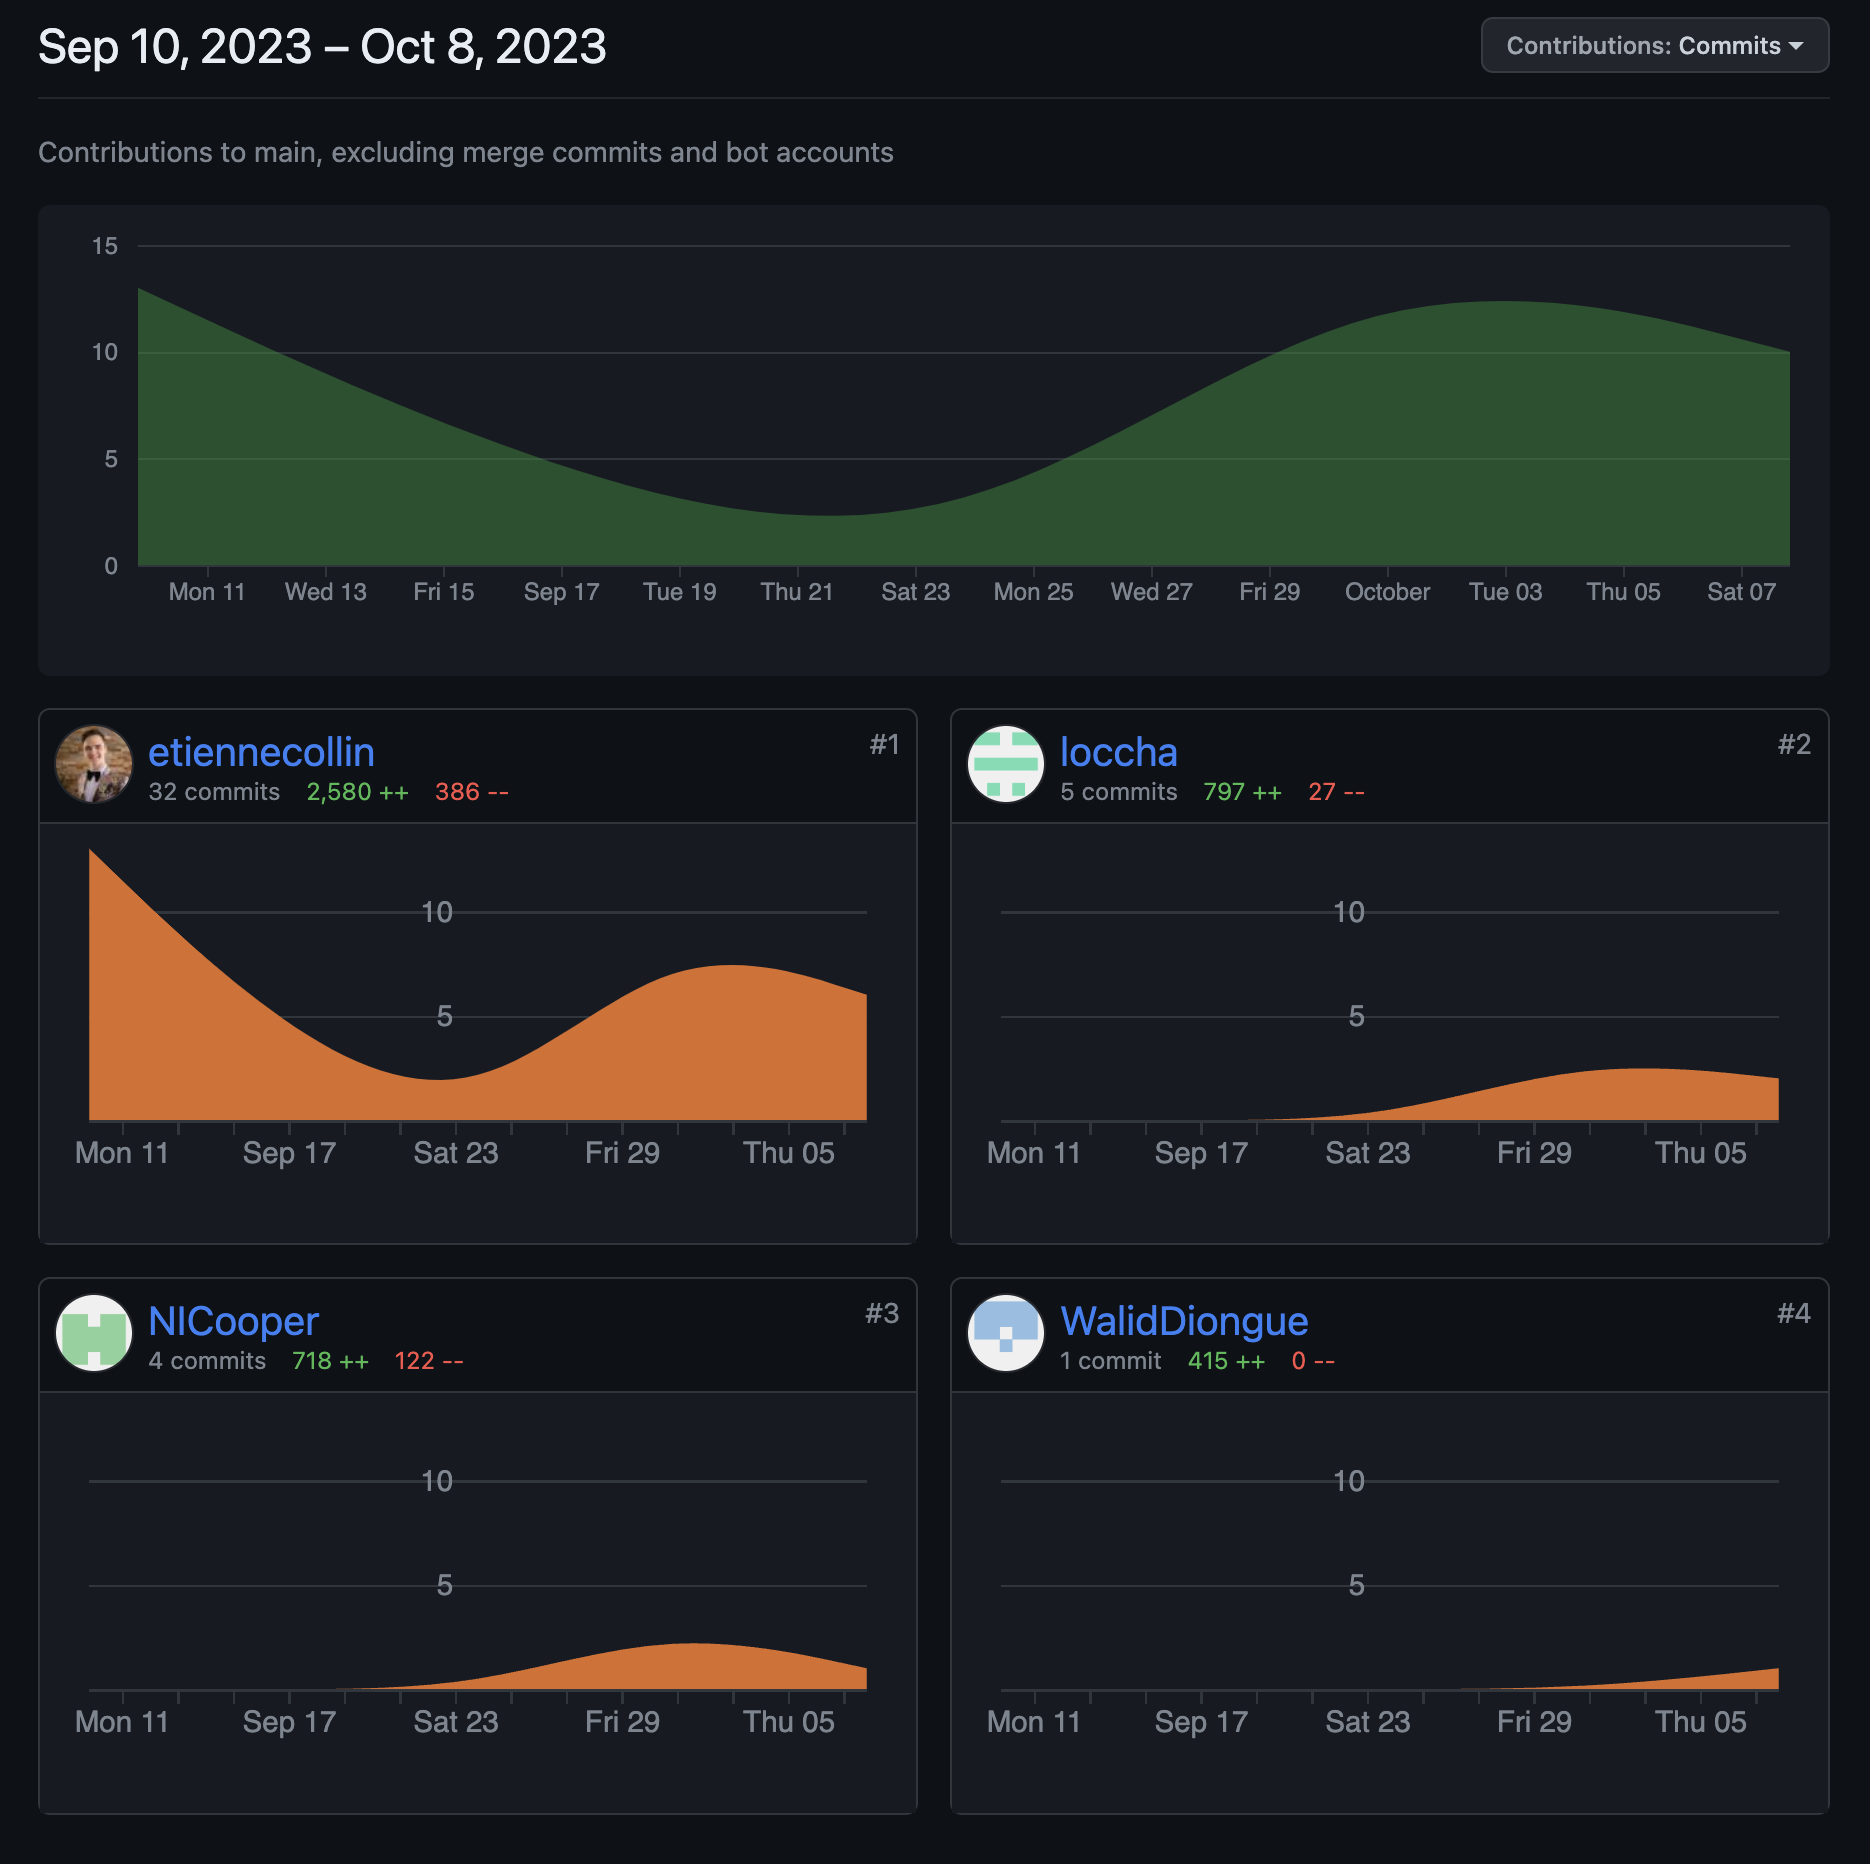 Sep 10, 2023 – Oct 8, 2023
Contributions: Commits
Contributions to main, excluding merge commits and bot accounts
15
10
5
0
Mon 11 Wed 13 Fri 15 Sep 17 Tue 19 Thu 21 Sat 23 Mon 25 Wed 27 Fri 29 October Tue 03 Thu 05 Sat 07
etiennecollin
#1
32 commits 2,580 ++ 386 --
10
5
Mon 11 Sep 17 Sat 23 Fri 29 Thu 05
loccha
#2
5 commits 797 ++ 27 --
10
5
Mon 11 Sep 17 Sat 23 Fri 29 Thu 05
NICooper
#3
4 commits 718 ++ 122 --
10
5
Mon 11 Sep 17 Sat 23 Fri 29 Thu 05
WalidDiongue
#4
1 commit 415 ++ 0 --
10
5
Mon 11 Sep 17 Sat 23 Fri 29 Thu 05